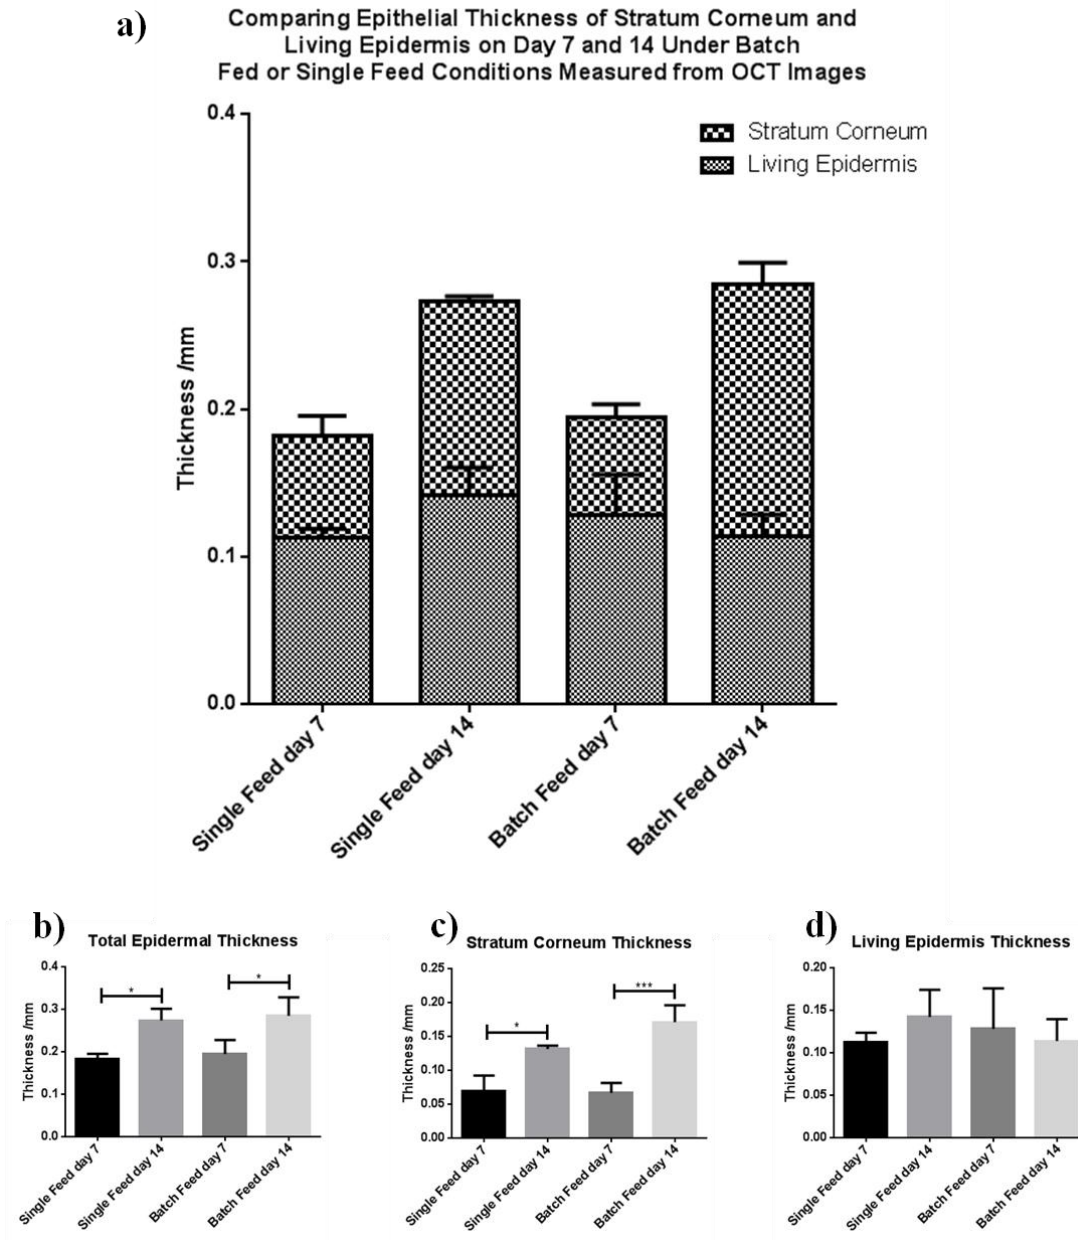 a)
Comparing Epithelial Thickness of Stratum Corneum and
Living Epidermis on Day 7 and 14 Under Batch
Fed or Single Feed Conditions Measured from OCT Images
Stratum Corneum
Living Epidermis
Thickness /mm
0.4
0.3
0.2
0.1
0.0
Single Feed day 7
Single Feed day 14
Batch Feed day 7
Batch Feed day 14
b)
Total Epidermal Thickness
Thickness /mm
0.4
0.3
0.2
0.1
0.0
*
*
Single Feed day 7
Single Feed day 14
Batch Feed day 7
Batch Feed day 14
c)
Stratum Corneum Thickness
Thickness /mm
0.25
0.20
0.15
0.10
0.05
0.00
*
***
Single Feed day 7
Single Feed day 14
Batch Feed day 7
Batch Feed day 14
d)
Living Epidermis Thickness
Thickness /mm
0.20
0.15
0.10
0.05
0.00
Single Feed day 7
Single Feed day 14
Batch Feed day 7
Batch Feed day 14